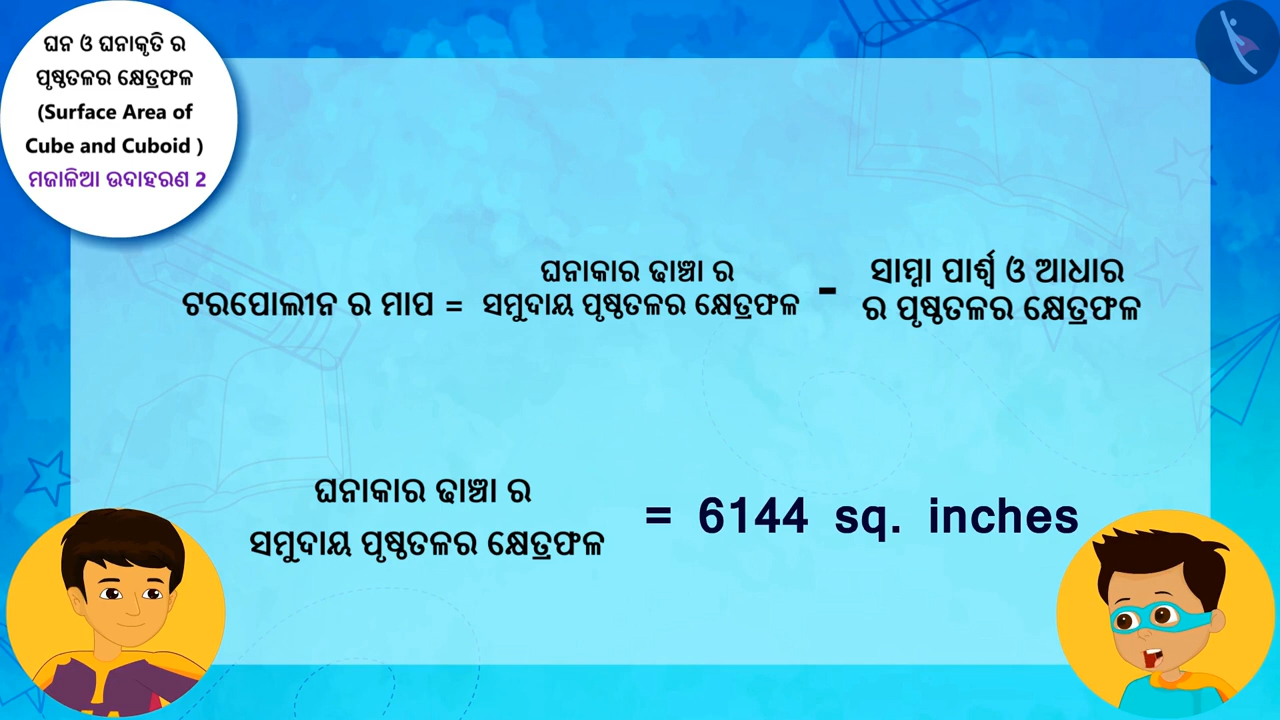 ଘନ ଓ ଘନାକୃତି ର
ପୃଷ୍ଠତଳର କ୍ଷେତ୍ରଫଳ
(Surface Area of
Cube and Cuboid )
ମଜାଳିଆ ଉଦାହରଣ 2
ଘନାକାର ଢାଞ୍ଚା ର
ସାମ୍ନା ପାର୍ଶ୍ୱ ଓ ଆଧାର
ଟରପୋଲୀନ ର ମାପ = ସମୁଦାୟ ପୃଷ୍ଠତଳର କ୍ଷେତ୍ରଫଳ - ର ପୃଷ୍ଠତଳର କ୍ଷେତ୍ରଫଳ
ଘନାକାର ଢାଞ୍ଚା ର
ସମୁଦାୟ ପୃଷ୍ଠତଳର କ୍ଷେତ୍ରଫଳ = 6144 sq. inches